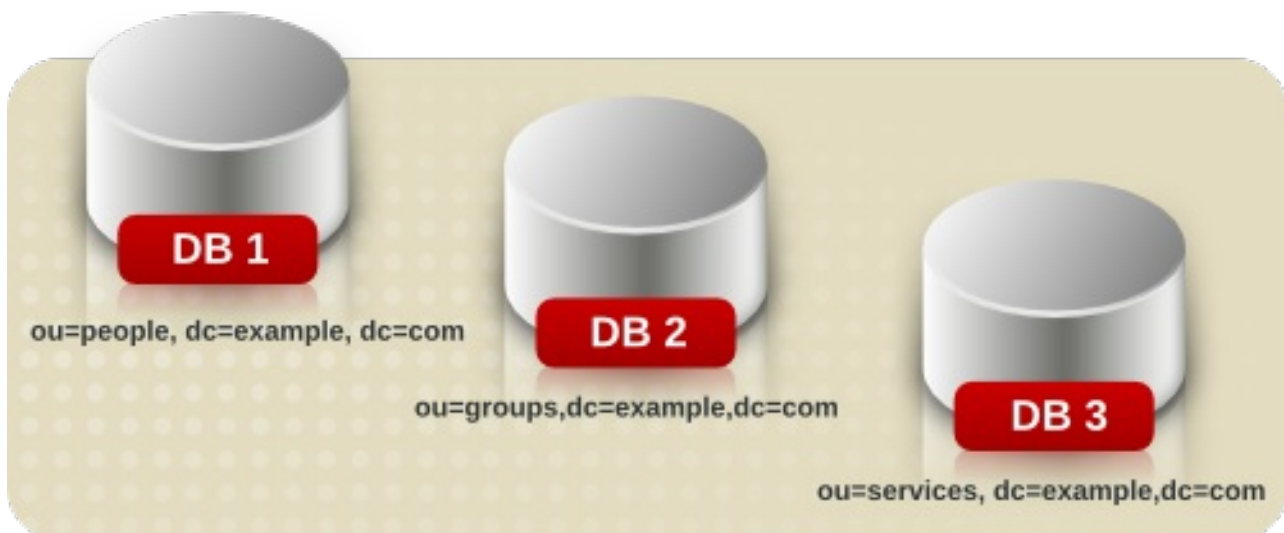 DB 1
ou=people, dc=example, dc=com
DB 2
ou=groups,dc=example,dc=com
DB 3
ou=services, dc=example,dc=com